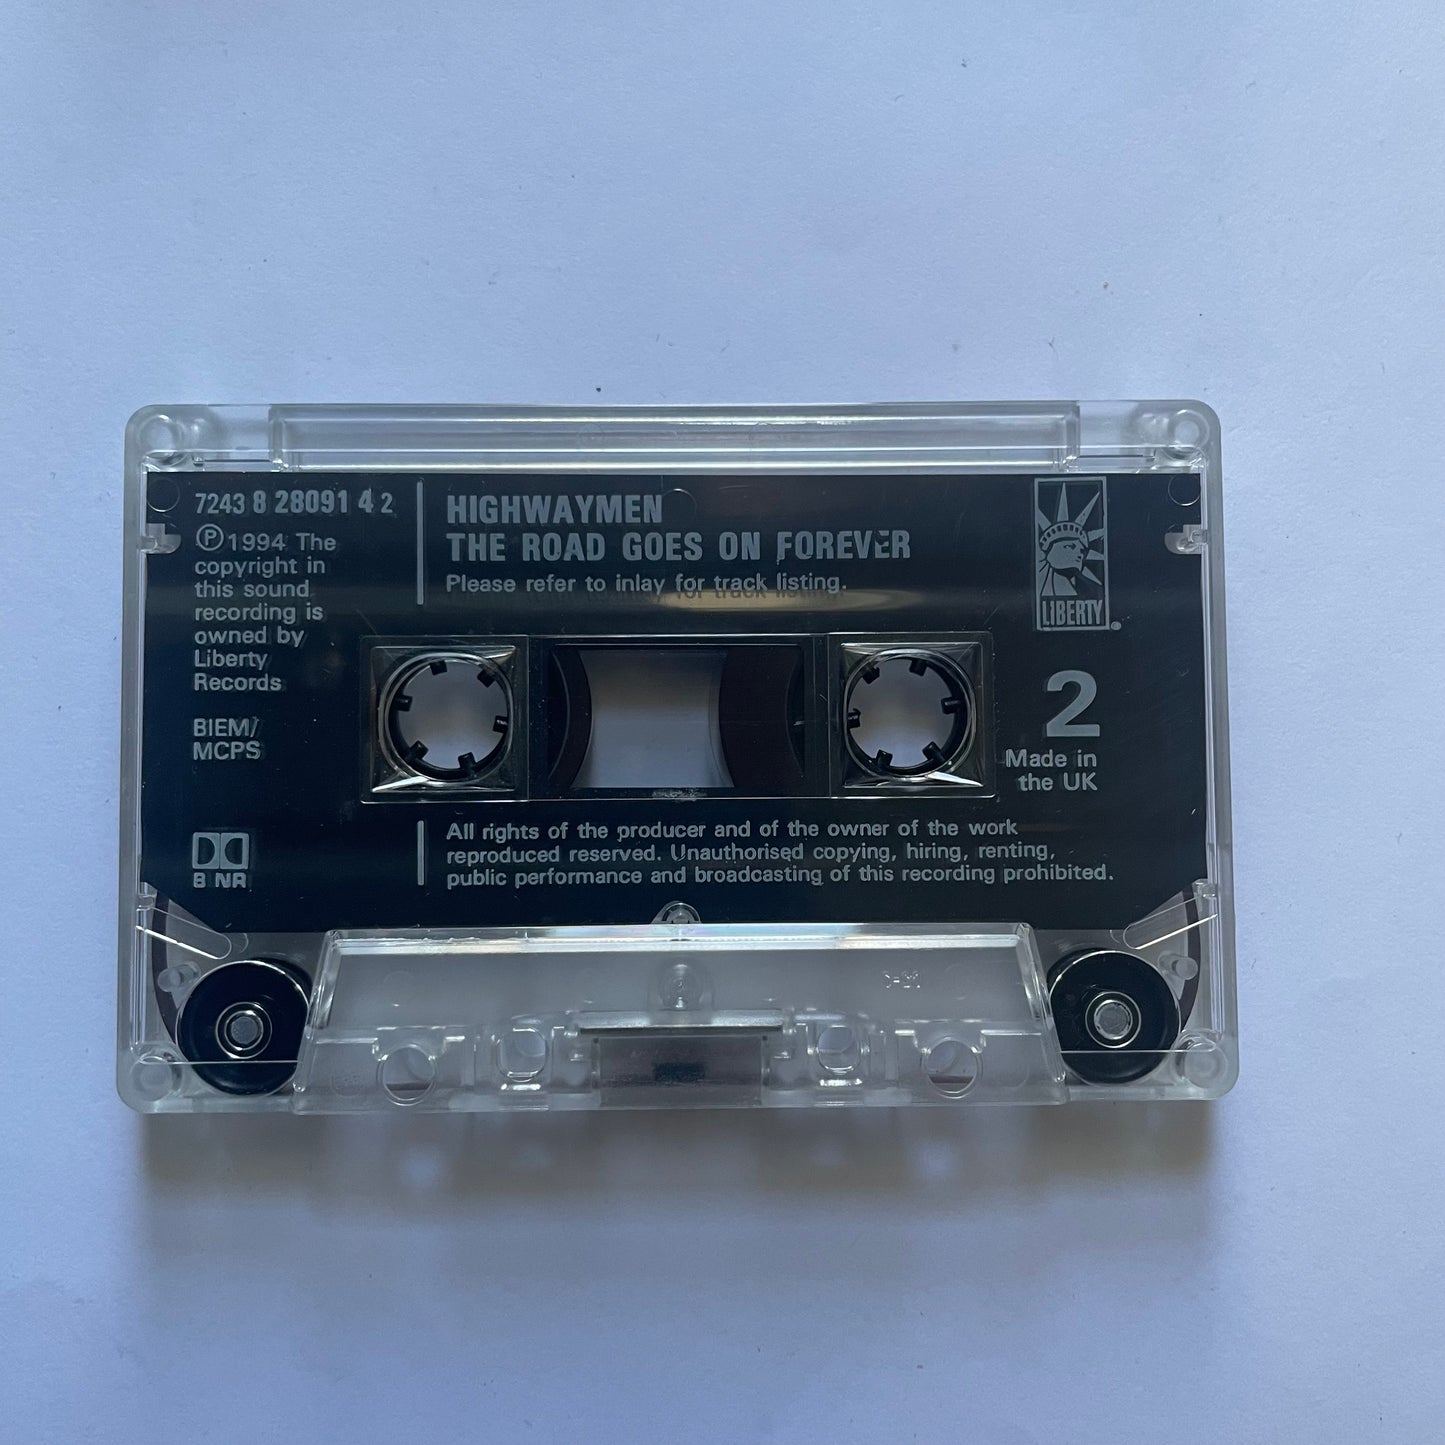 7243 8 28091 4 2
℗1994 The
copyright in
this sound
recording is
owned by
Liberty
Records
BIEM/
MCPS
B NR
HIGHWAYMEN
THE ROAD GOES ON FOREVER
Please refer to inlay for track listing.
LIBERTY®
2
Made in
the UK
All rights of the producer and of the owner of the work
reproduced reserved. Unauthorised copying, hiring, renting,
public performance and broadcasting of this recording prohibited.